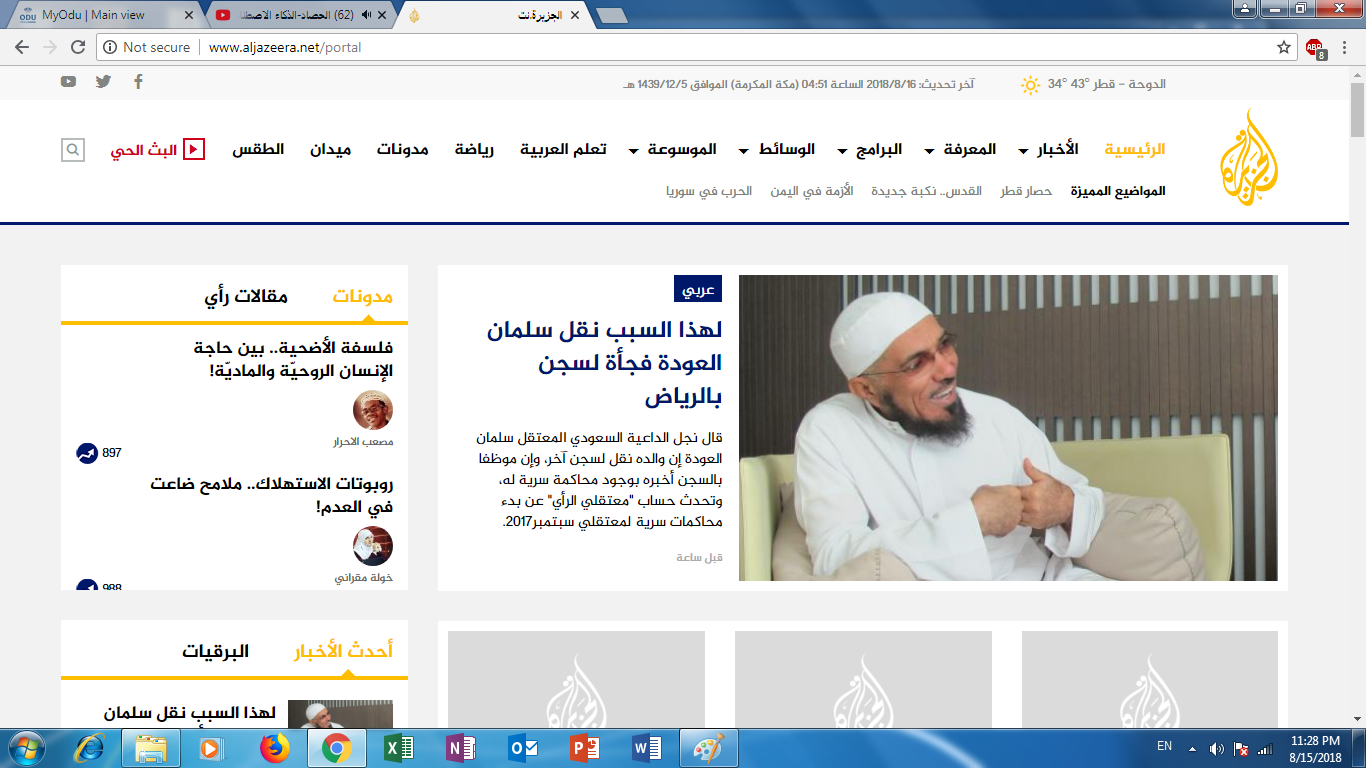 MyOdu | Main view
(62) الحصاد-الذكاء الاصطنا
الجزيرة.نت
Not secure
www.aljazeera.net/portal
ABP
8
الدوحة - قطر °43 °34
آخر تحديث: 2018/8/16 الساعة 04:51 (مكة المكرمة) الموافق 1439/12/5 هـ
الرئيسية الأخبار المعرفة البرامج الوسائط الموسوعة تعلم العربية رياضة مدونات ميدان الطقس البث الحي
المواضيع المميزة حصار قطر القدس.. نكبة جديدة الأزمة في اليمن الحرب في سوريا
عربي
لهذا السبب نقل سلمان
العودة فجأة لسجن
بالرياض
قال نجل الداعية السعودي المعتقل سلمان
العودة إن والده نقل لسجن آخر، وإن موظفا
بالسجن أخبره بوجود محاكمة سرية له،
وتحدث حساب "معتقلي الرأي" عن بدء
محاكمات سرية لمعتقلي سبتمبر2017.
قبل ساعة
مدونات مقالات رأي
فلسفة الأضحية.. بين حاجة
الإنسان الروحيّة والماديّة!
مصعب الاحرار
897
روبوتات الاستهلاك.. ملامح ضاعت
في العدم!
خولة مقراني
988
أحدث الأخبار البرقيات
لهذا السبب نقل سلمان
EN
11:28 PM
8/15/2018